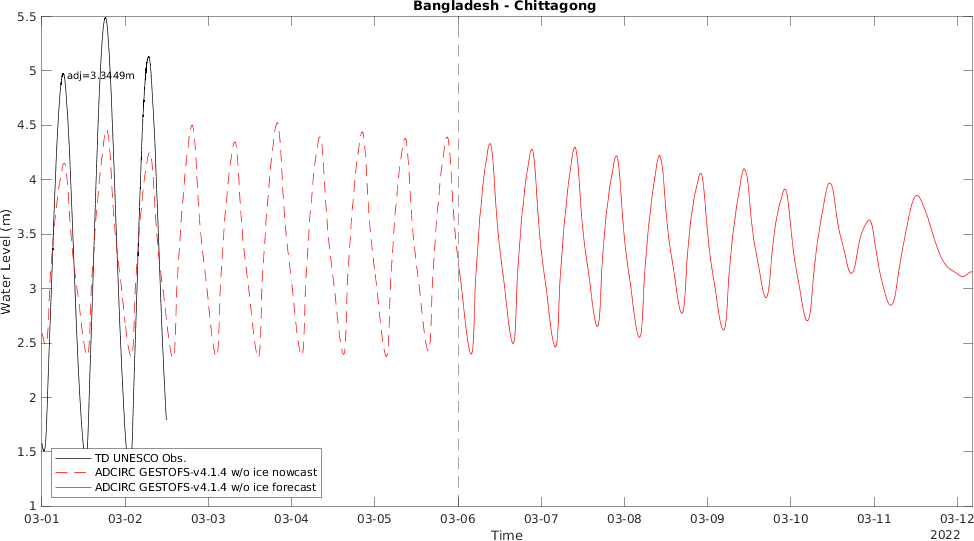 Bangladesh - Chittagong
5.5
5
4.5
4
3.5
3
2.5
2
1.5
1
Water Level (m)
adj=3.3449m
TD UNESCO Obs.
ADCIRC GESTOFS-v4.1.4 w/o ice nowcast
ADCIRC GESTOFS-v4.1.4 w/o ice forecast
03-01 03-02 03-03 03-04 03-05 03-06 03-07 03-08 03-09 03-10 03-11 03-12
Time
2022